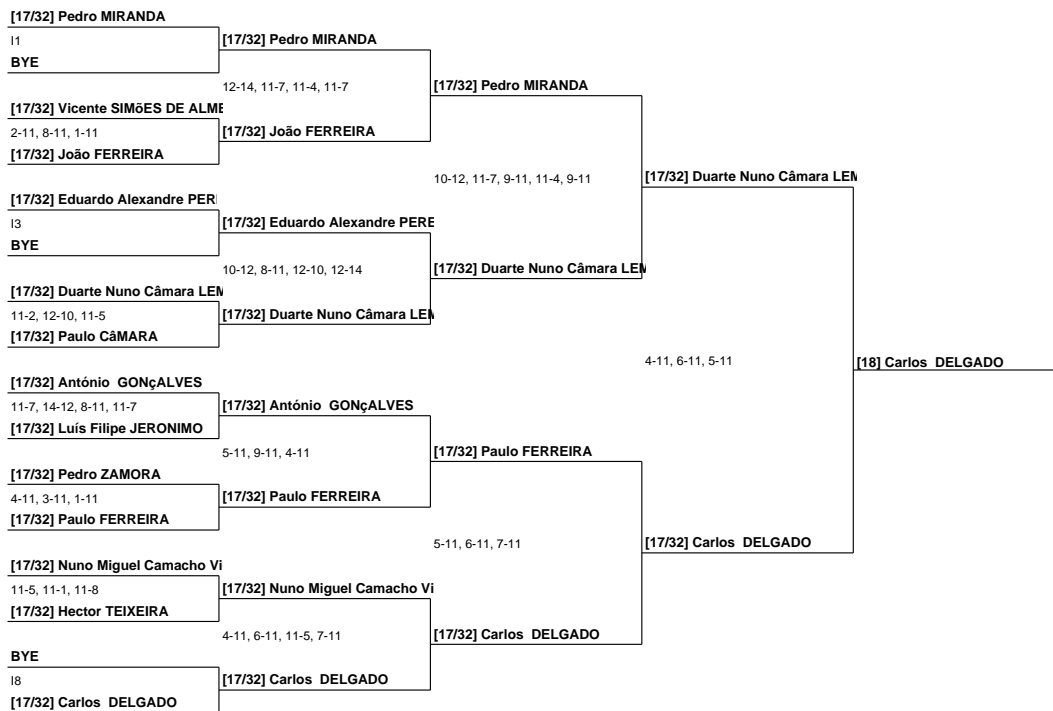 [17/32] Pedro MIRANDA
I1
[17/32] Pedro MIRANDA
BYE
12-14, 11-7, 11-4, 11-7
[17/32] Pedro MIRANDA
[17/32] Vicente SIMõES DE ALME
2-11, 8-11, 1-11
[17/32] João FERREIRA
[17/32] João FERREIRA
10-12, 11-7, 9-11, 11-4, 9-11
[17/32] Duarte Nuno Câmara LEM
[17/32] Eduardo Alexandre PER
I3
[17/32] Eduardo Alexandre PERE
BYE
10-12, 8-11, 12-10, 12-14
[17/32] Duarte Nuno Câmara LEM
[17/32] Duarte Nuno Câmara LEM
11-2, 12-10, 11-5
[17/32] Duarte Nuno Câmara LEM
[17/32] Paulo CâMARA
4-11, 6-11, 5-11
[18] Carlos DELGADO
[17/32] António GONçALVES
11-7, 14-12, 8-11, 11-7
[17/32] António GONçALVES
[17/32] Luís Filipe JERONIMO
5-11, 9-11, 4-11
[17/32] Paulo FERREIRA
[17/32] Pedro ZAMORA
4-11, 3-11, 1-11
[17/32] Paulo FERREIRA
[17/32] Paulo FERREIRA
5-11, 6-11, 7-11
[17/32] Carlos DELGADO
[17/32] Nuno Miguel Camacho Vi
11-5, 11-1, 11-8
[17/32] Nuno Miguel Camacho Vi
[17/32] Hector TEIXEIRA
4-11, 6-11, 11-5, 7-11
[17/32] Carlos DELGADO
BYE
I8
[17/32] Carlos DELGADO
[17/32] Carlos DELGADO